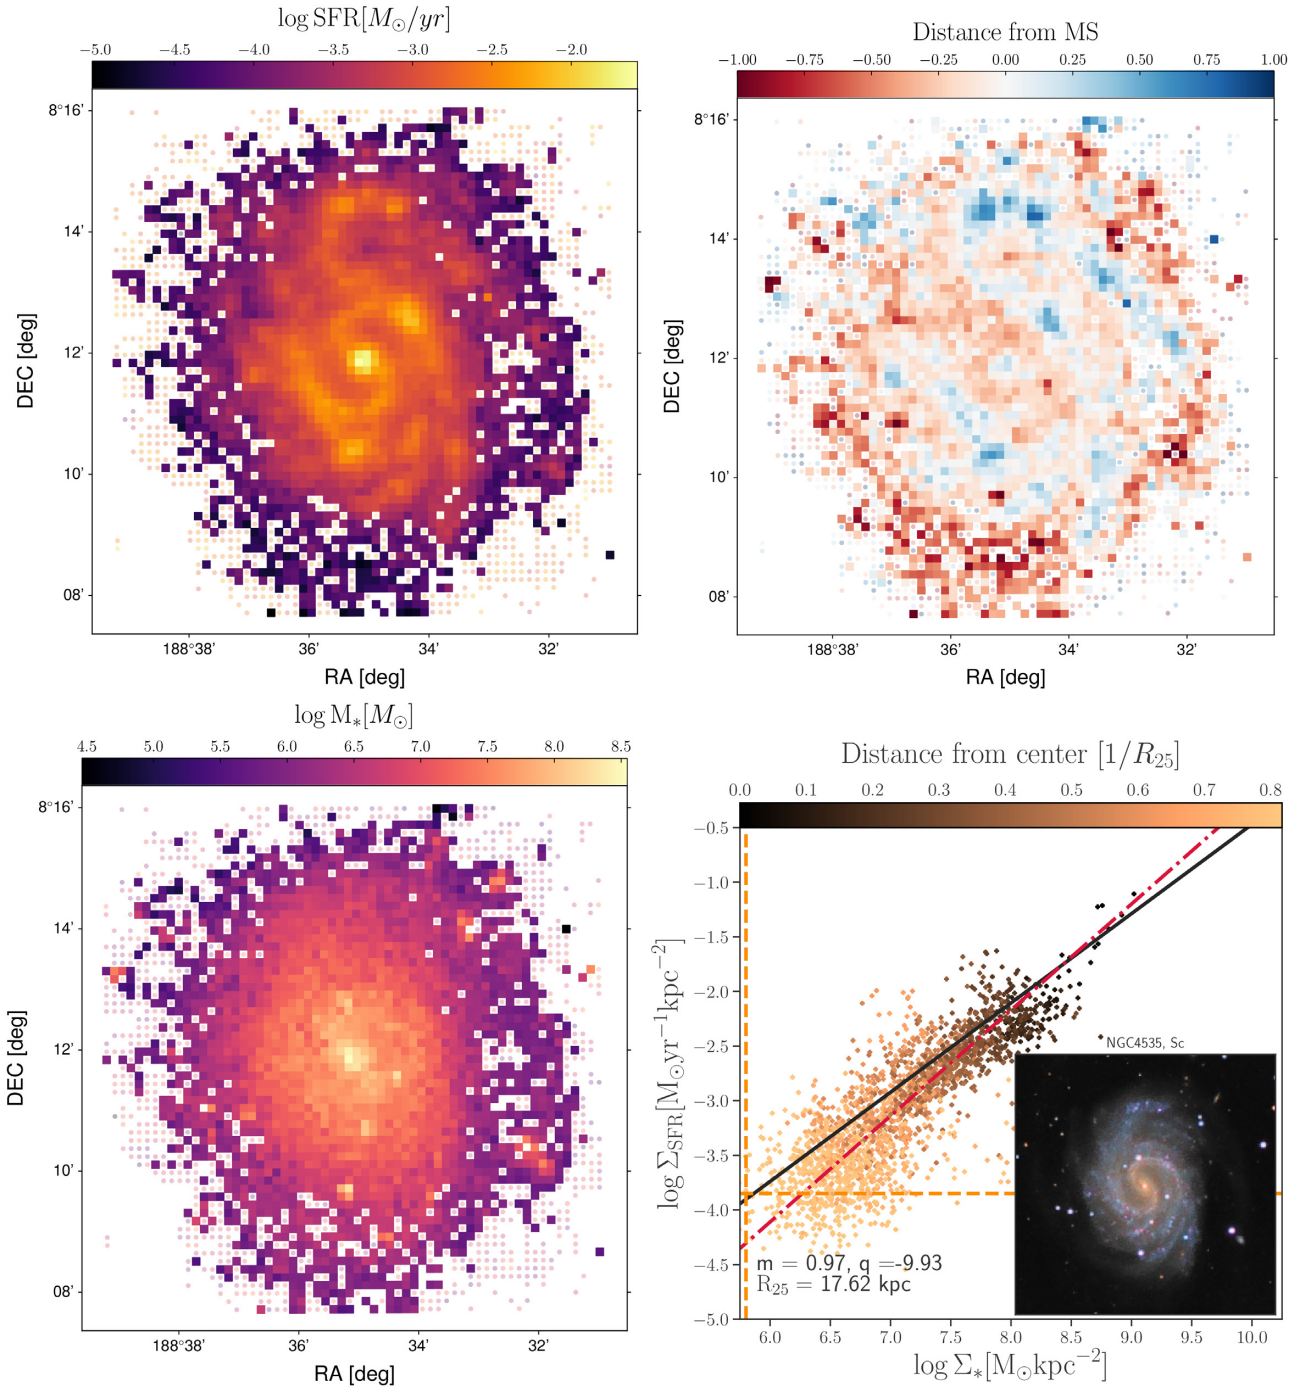 log SFR[M☉/yr]
−5.0 −4.5 −4.0 −3.5 −3.0 −2.5 −2.0
8°16'
14'
12'
10'
08'
DEC [deg]
188°38' 36' 34' 32'
RA [deg]
Distance from MS
−1.00 −0.75 −0.50 −0.25 0.00 0.25 0.50 0.75 1.00
8°16'
14'
12'
10'
08'
DEC [deg]
188°38' 36' 34' 32'
RA [deg]
log M*[M☉]
4.5 5.0 5.5 6.0 6.5 7.0 7.5 8.0 8.5
8°16'
14'
12'
10'
08'
DEC [deg]
188°38' 36' 34' 32'
RA [deg]
Distance from center [1/R25]
0.0 0.1 0.2 0.3 0.4 0.5 0.6 0.7 0.8
−0.5
−1.0
−1.5
−2.0
−2.5
−3.0
−3.5
−4.0
−4.5
−5.0
log ΣSFR[M☉yr−1kpc−2]
NGC4535, Sc
m = 0.97, q =-9.93
R25 = 17.62 kpc
6.0 6.5 7.0 7.5 8.0 8.5 9.0 9.5 10.0
log Σ*[M☉kpc−2]